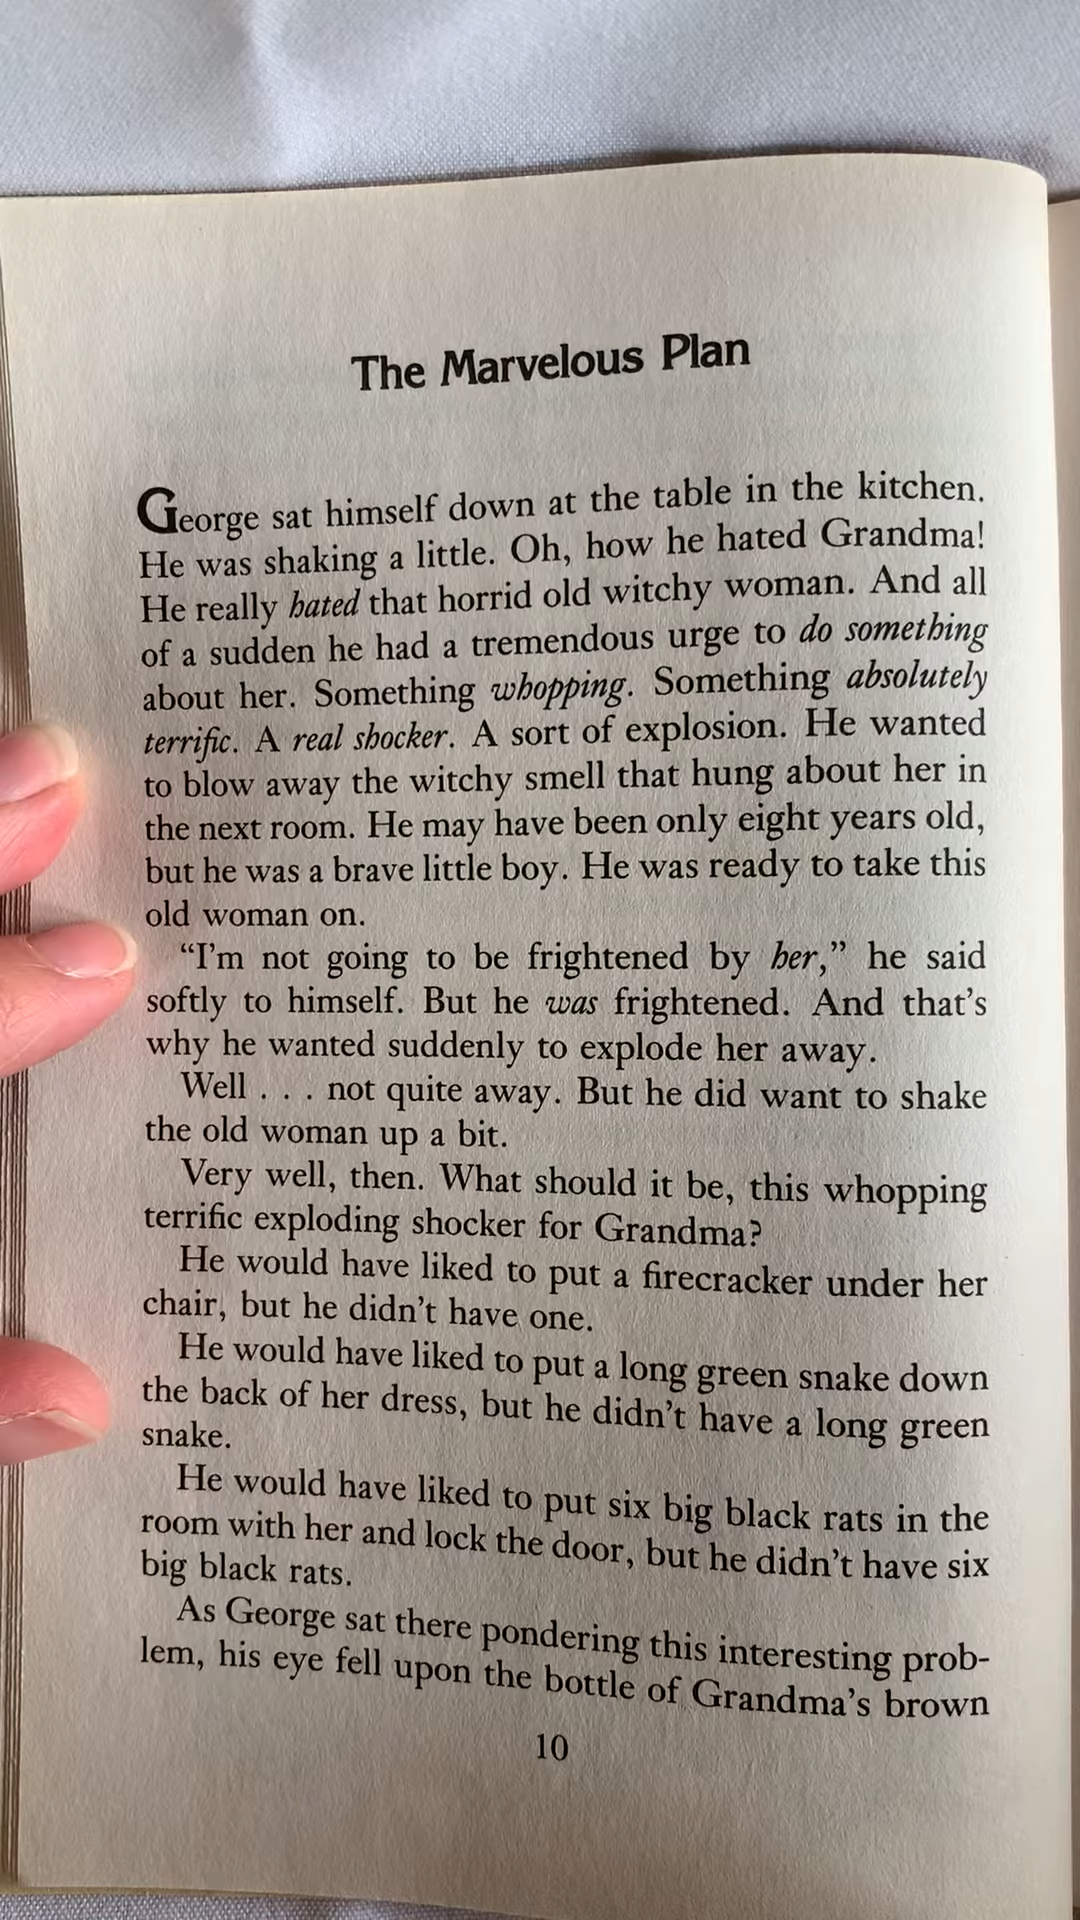 The Marvelous Plan
George sat himself down at the table in the kitchen.
He was shaking a little. Oh, how he hated Grandma!
He really hated that horrid old witchy woman. And all
of a sudden he had a tremendous urge to do something
about her. Something whopping. Something absolutely
terrific. A real shocker. A sort of explosion. He wanted
to blow away the witchy smell that hung about her in
the next room. He may have been only eight years old,
but he was a brave little boy. He was ready to take this
old woman on.
“I’m not going to be frightened by her,” he said
softly to himself. But he was frightened. And that’s
why he wanted suddenly to explode her away.
Well . . . not quite away. But he did want to shake
the old woman up a bit.
Very well, then. What should it be, this whopping
terrific exploding shocker for Grandma?
He would have liked to put a firecracker under her
chair, but he didn’t have one.
He would have liked to put a long green snake down
the back of her dress, but he didn’t have a long green
snake.
He would have liked to put six big black rats in the
room with her and lock the door, but he didn’t have six
big black rats.
As George sat there pondering this interesting prob-
lem, his eye fell upon the bottle of Grandma’s brown
10